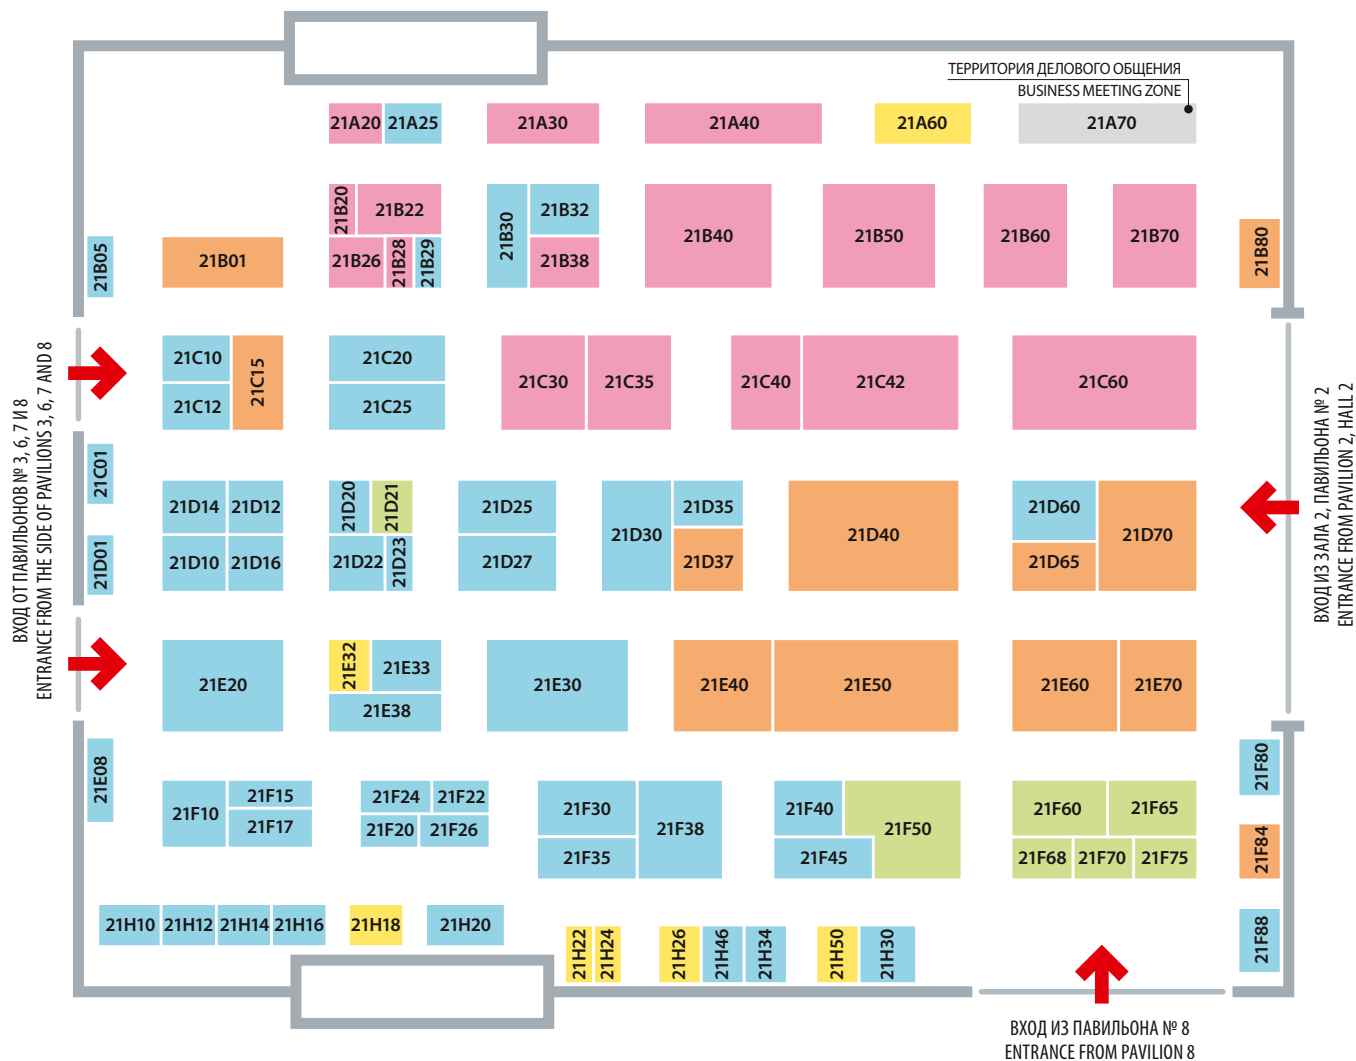 ТЕРРИТОРИЯ ДЕЛОВОГО ОБЩЕНИЯ
BUSINESS MEETING ZONE
21A20
21A25
21A30
21A40
21A60
21A70
21B20
21B22
21B26
21B28
21B29
21B30
21B32
21B38
21B40
21B50
21B60
21B70
21B80
21B05
21B01
ВХОД ОТ ПАВИЛЬОНОВ № 3, 6, 7 И 8
ENTRANCE FROM THE SIDE OF PAVILIONS 3, 6, 7 AND 8
21C10
21C12
21C15
21C20
21C25
21C30
21C35
21C40
21C42
21C60
ВХОД ИЗ ЗАЛА 2, ПАВИЛЬОНА № 2
ENTRANCE FROM PAVILION 2, HALL 2
21C01
21D01
21D14
21D12
21D10
21D16
21D20
21D21
21D22
21D23
21D25
21D27
21D30
21D35
21D37
21D40
21D60
21D65
21D70
21E20
21E32
21E33
21E38
21E30
21E40
21E50
21E60
21E70
21E08
21F10
21F15
21F17
21F24
21F22
21F20
21F26
21F30
21F35
21F38
21F40
21F45
21F50
21F60
21F65
21F68
21F70
21F75
21F80
21F84
21F88
21H10
21H12
21H14
21H16
21H18
21H20
21H22
21H24
21H26
21H46
21H34
21H50
21H30
ВХОД ИЗ ПАВИЛЬОНА № 8
ENTRANCE FROM PAVILION 8